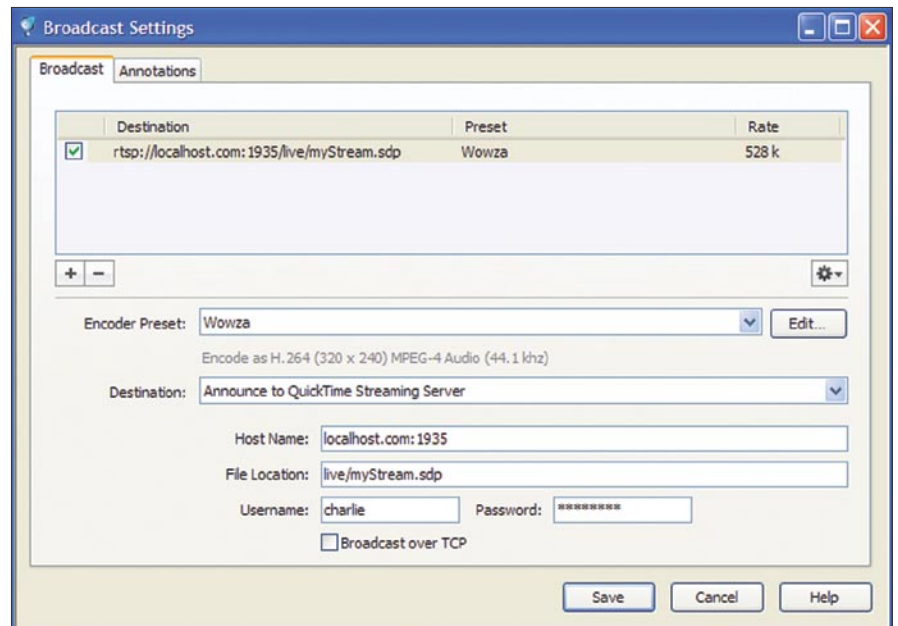 Broadcast Settings
Broadcast Annotations
Destination Preset Rate
rtsp://localhost.com:1935/live/myStream.sdp Wowza 528 k
Encoder Preset: Wowza Edit...
Encode as H.264 (320 x 240) MPEG-4 Audio (44.1 khz)
Destination: Announce to QuickTime Streaming Server
Host Name: localhost.com:1935
File Location: live/myStream.sdp
Username: charlie Password: ********
Broadcast over TCP
Save Cancel Help